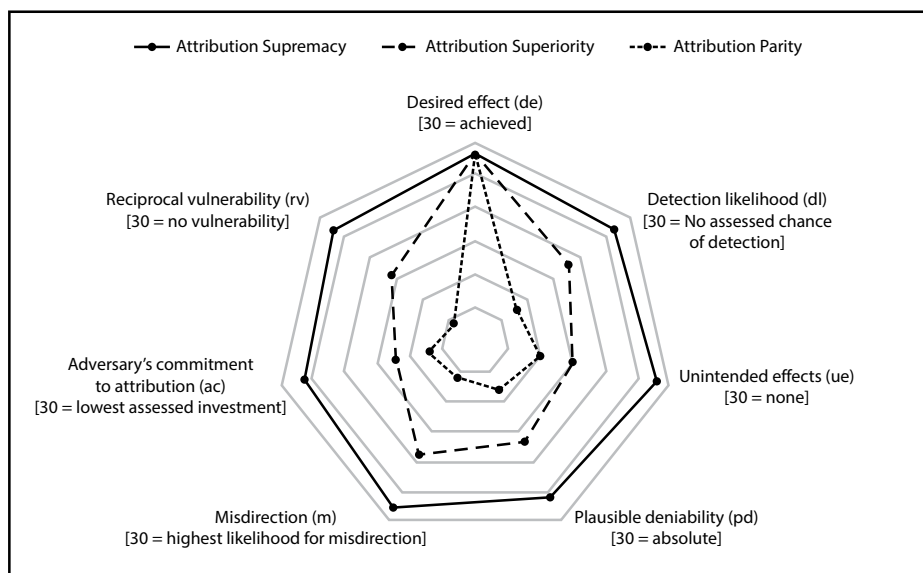 Attribution Supremacy Attribution Superiority Attribution Parity
Desired effect (de)
[30 = achieved]
Reciprocal vulnerability (rv)
[30 = no vulnerability]
Detection likelihood (dl)
[30 = No assessed chance
of detection]
Adversary’s commitment
to attribution (ac)
[30 = lowest assessed investment]
Unintended effects (ue)
[30 = none]
Misdirection (m)
[30 = highest likelihood for misdirection]
Plausible deniability (pd)
[30 = absolute]